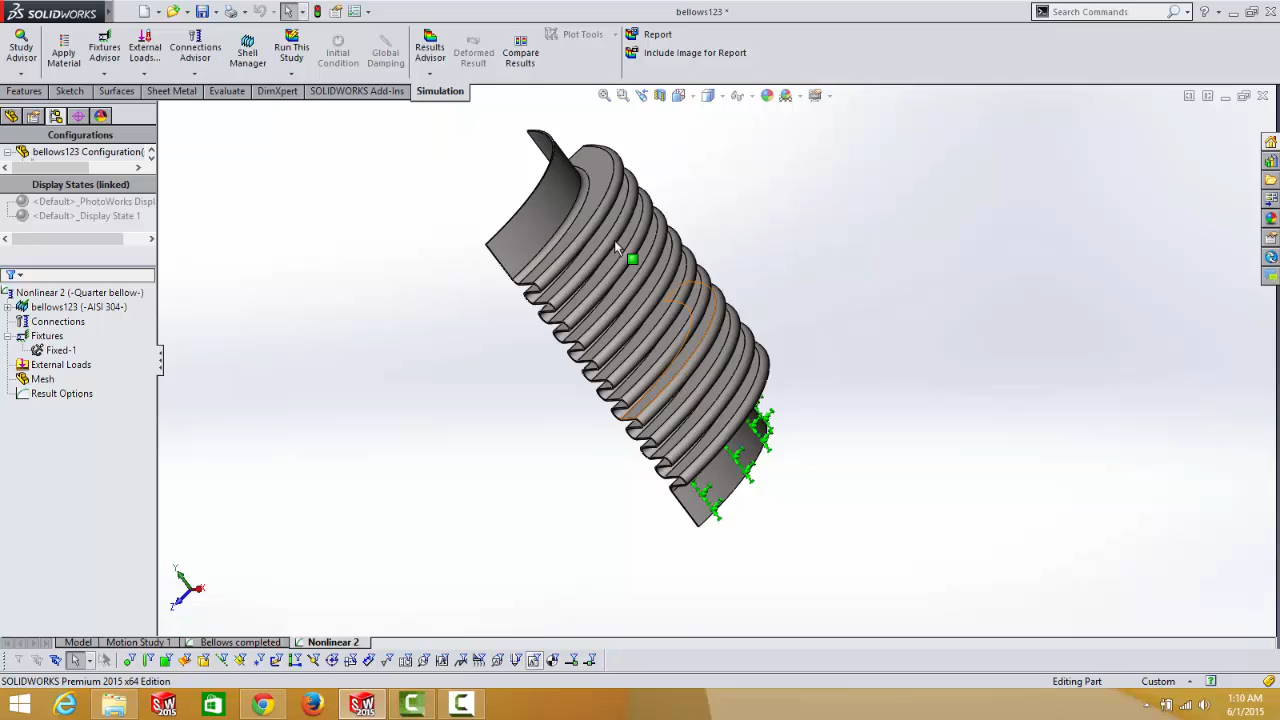 SOLIDWORKS
bellows123 *
Search Commands
Study Advisor
Apply Material
Fixtures Advisor
External Loads...
Connections Advisor
Shell Manager
Run This Study
Initial Condition
Global Damping
Results Advisor
Deformed Result
Compare Results
Plot Tools
Report
Include Image for Report
Features
Sketch
Surfaces
Sheet Metal
Evaluate
DimXpert
SOLIDWORKS Add-Ins
Simulation
Configurations
bellows123 Configuration(
Display States (linked)
<Default>_PhotoWorks Displ
<Default>_Display State 1
Nonlinear 2 (-Quarter bellow-)
bellows123 (-AISI 304-)
Connections
Fixtures
Fixed-1
External Loads
Mesh
Result Options
Y
X
Z
Model
Motion Study 1
Bellows completed
Nonlinear 2
SOLIDWORKS Premium 2015 x64 Edition
Editing Part
Custom
SW
2015
SW
2015
1:10 AM
6/1/2015